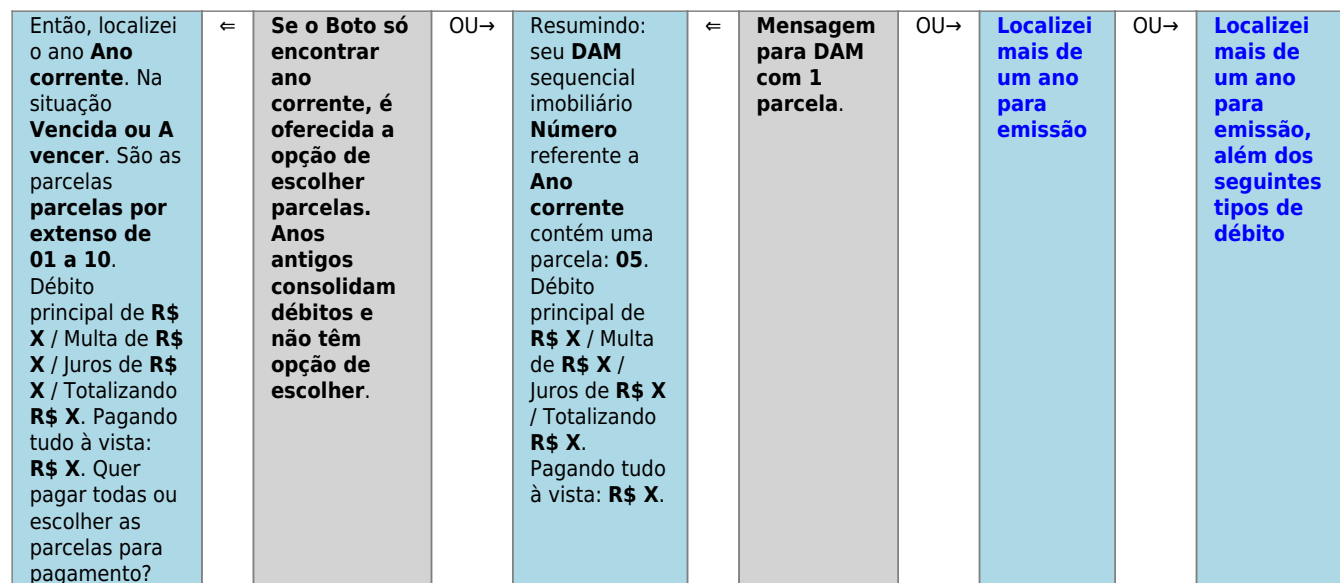 Então, localizei
o ano Ano
corrente. Na
situação
Vencida ou A
vencer. São as
parcelas
parcelas por
extenso de
01 a 10.
Débito
principal de R$
X / Multa de R$
X / Juros de R$
X / Totalizando
R$ X. Pagando
tudo à vista:
R$ X. Quer
pagar todas ou
escolher as
parcelas para
pagamento?
⇐
Se o Boto só
encontrar
ano
corrente, é
oferecida a
opção de
escolher
parcelas.
Anos
antigos
consolidam
débitos e
não têm
opção de
escolher.
OU→
Resumindo:
seu DAM
sequencial
imobiliário
Número
referente a
Ano
corrente
contém uma
parcela: 05.
Débito
principal de
R$ X / Multa
de R$ X /
Juros de R$ X
/ Totalizando
R$ X.
Pagando tudo
à vista: R$ X.
⇐
Mensagem
para DAM
com 1
parcela.
OU→
Localizei
mais de
um ano
para
emissão
OU→
Localizei
mais de
um ano
para
emissão,
além dos
seguintes
tipos de
débito